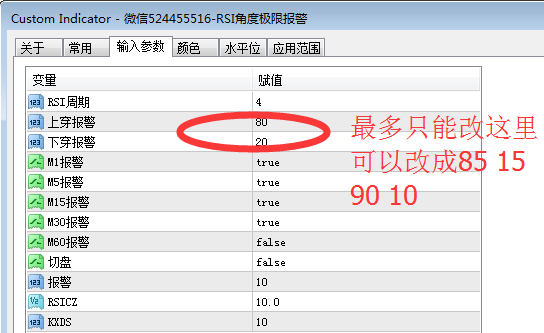 Custom Indicator - 微信524455516-RSI角度极限报警
关于 常用 输入参数 颜色 水平位 应用范围
变量 赋值
RSI周期 4
上穿报警 80
下穿报警 20
M1报警 true
M5报警 true
M15报警 true
M30报警 true
M60报警 false
切盘 false
报警 10
RSICZ 10.0
KXDS 10
最多只能改这里
可以改成85 15
90 10